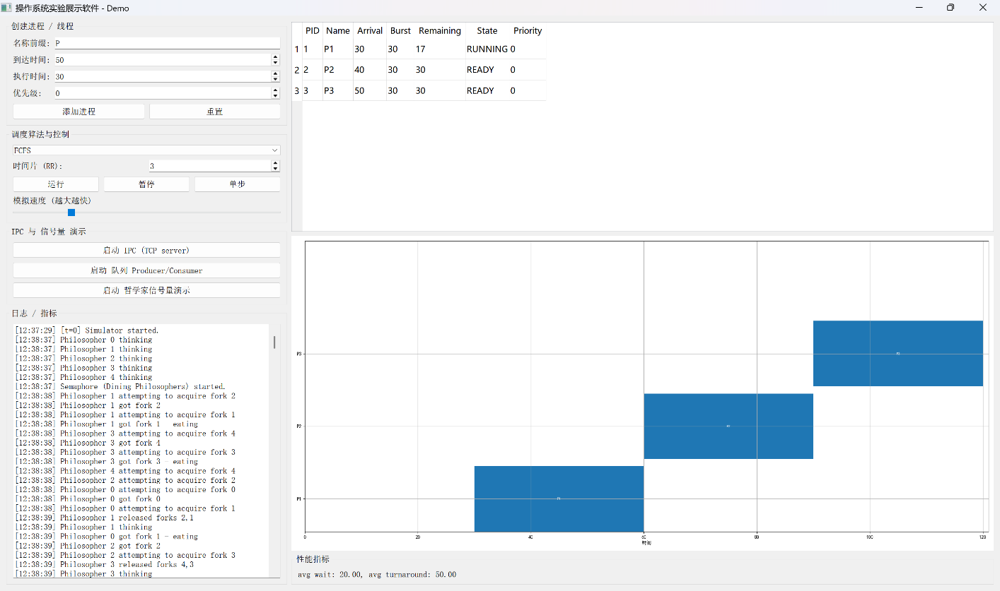 操作系统实验展示软件 - Demo
创建进程 / 线程
名称前缀: P
到达时间: 50
执行时间: 30
优先级: 0
添加进程 重置
调度算法与控制
FCFS
时间片 (RR): 3
运行 暂停 单步
模拟速度 (越大越快)
IPC 与 信号量 演示
启动 IPC (TCP server)
启动 队列 Producer/Consumer
启动 哲学家信号量演示
日志 / 指标
[12:37:29] [t=0] Simulator started.
[12:38:37] Philosopher 0 thinking
[12:38:37] Philosopher 1 thinking
[12:38:37] Philosopher 2 thinking
[12:38:37] Philosopher 3 thinking
[12:38:37] Philosopher 4 thinking
[12:38:37] Semaphore (Dining Philosophers) started.
[12:38:38] Philosopher 1 attempting to acquire fork 2
[12:38:38] Philosopher 1 got fork 2
[12:38:38] Philosopher 1 attempting to acquire fork 1
[12:38:38] Philosopher 1 got fork 1 - eating
[12:38:38] Philosopher 3 attempting to acquire fork 4
[12:38:38] Philosopher 3 got fork 4
[12:38:38] Philosopher 3 attempting to acquire fork 3
[12:38:38] Philosopher 3 got fork 3 - eating
[12:38:38] Philosopher 4 attempting to acquire fork 4
[12:38:38] Philosopher 2 attempting to acquire fork 2
[12:38:38] Philosopher 0 attempting to acquire fork 0
[12:38:38] Philosopher 0 got fork 0
[12:38:38] Philosopher 0 attempting to acquire fork 1
[12:38:39] Philosopher 1 released forks 2,1
[12:38:39] Philosopher 1 thinking
[12:38:39] Philosopher 0 got fork 1 - eating
[12:38:39] Philosopher 2 got fork 2
[12:38:39] Philosopher 2 attempting to acquire fork 3
[12:38:39] Philosopher 3 released forks 4,3
[12:38:39] Philosopher 3 thinking
PID Name Arrival Burst Remaining State Priority
1 1 P1 30 30 17 RUNNING 0
2 2 P2 40 30 30 READY 0
3 3 P3 50 30 30 READY 0
P3 P3
P2 P2
P1 P1
0 20 40 60 80 100 120
时间
性能指标
avg wait: 20.00, avg turnaround: 50.00